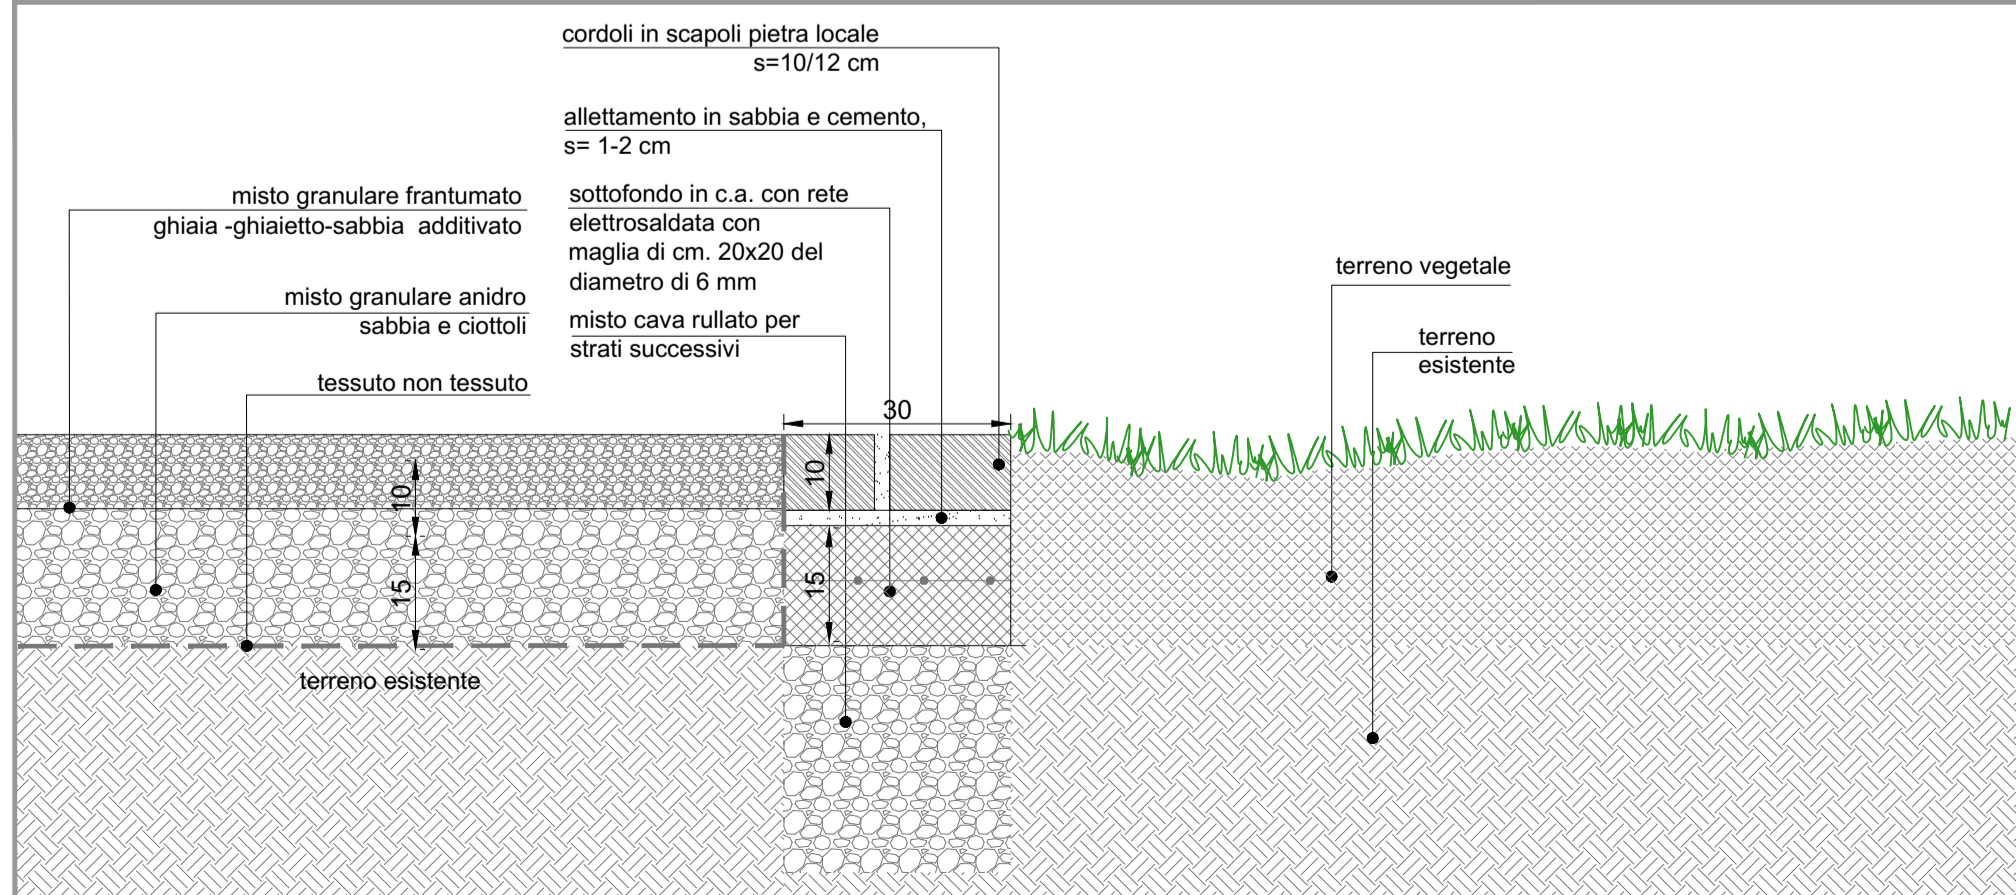 cordoli in scapoli pietra locale
s=10/12 cm
allettamento in sabbia e cemento,
s= 1-2 cm
misto granulare frantumato
ghiaia -ghiaietto-sabbia additivato
sottofondo in c.a. con rete
elettrosaldata con
maglia di cm. 20x20 del
diametro di 6 mm
misto granulare anidro
sabbia e ciottoli
misto cava rullato per
strati successivi
tessuto non tessuto
terreno vegetale
terreno
esistente
30
10
10
15
15
terreno esistente